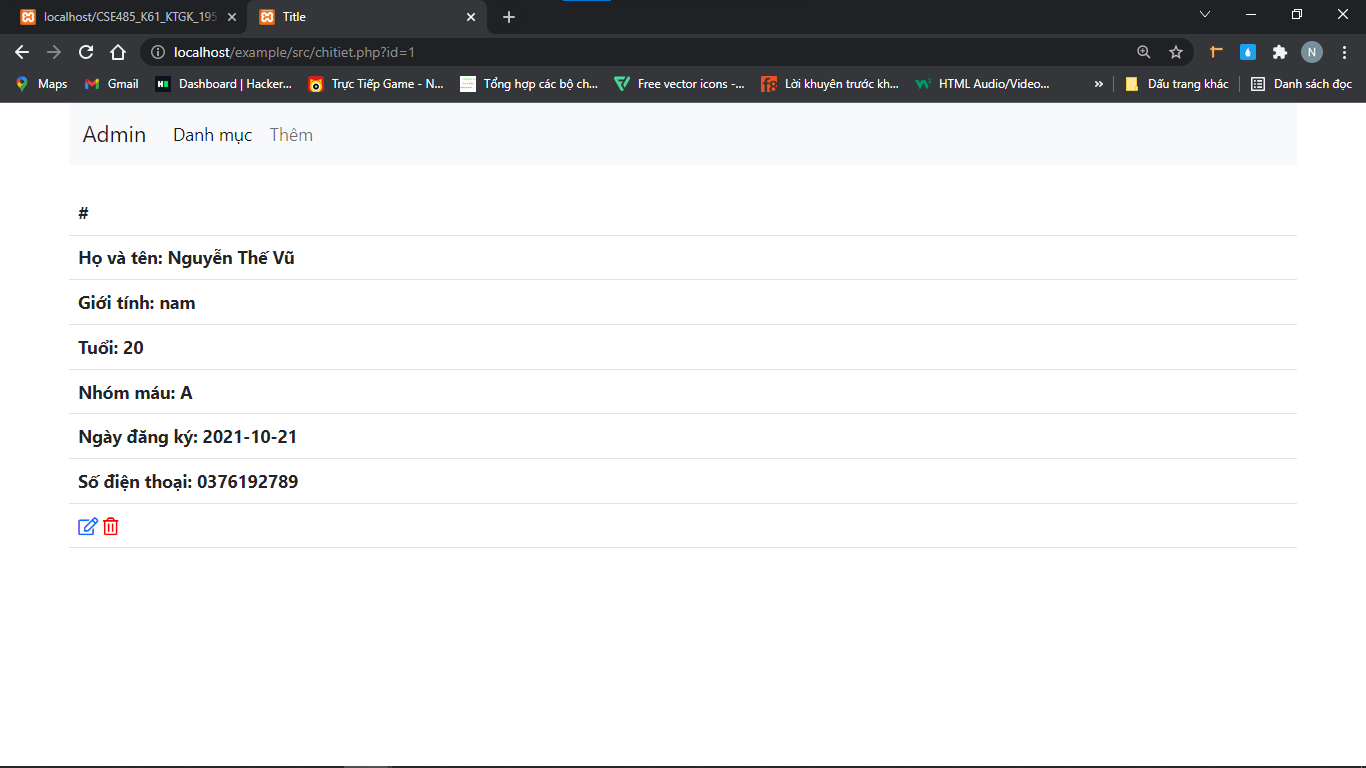 localhost/CSE485_K61_KTGK_195
Title
localhost/example/src/chitiet.php?id=1
N
Maps
Gmail
Dashboard | Hacker...
Trực Tiếp Game - N...
Tổng hợp các bộ ch...
Free vector icons -...
Lời khuyên trước kh...
HTML Audio/Video...
»
Dấu trang khác
Danh sách đọc
Admin
Danh mục
Thêm
#
Họ và tên: Nguyễn Thế Vũ
Giới tính: nam
Tuổi: 20
Nhóm máu: A
Ngày đăng ký: 2021-10-21
Số điện thoại: 0376192789